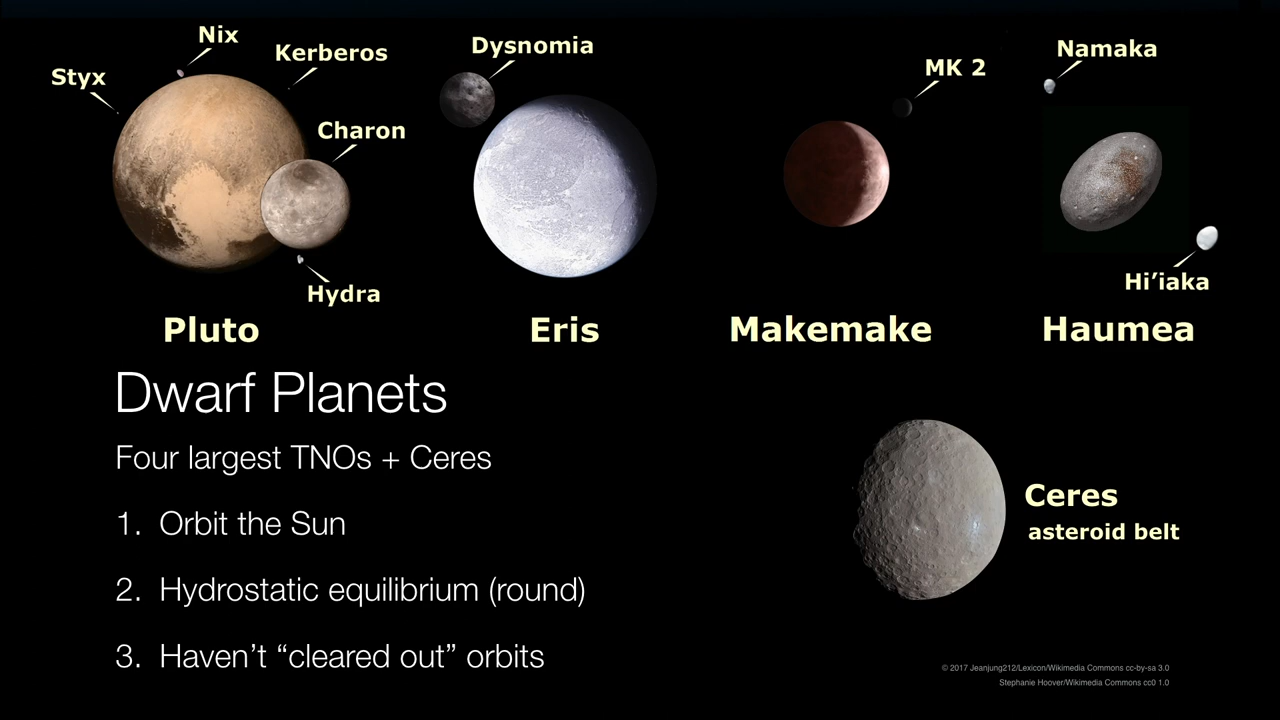 Nix
Kerberos
Styx
Charon
Hydra
Dysnomia
MK 2
Namaka
Hi’iaka
Pluto
Eris
Makemake
Haumea
Dwarf Planets
Four largest TNOs + Ceres
1. Orbit the Sun
2. Hydrostatic equilibrium (round)
3. Haven’t “cleared out” orbits
Ceres
asteroid belt
© 2017 Jeanjung212/Lexicon/Wikimedia Commons cc-by-sa 3.0
Stephanie Hoover/Wikimedia Commons cc0 1.0